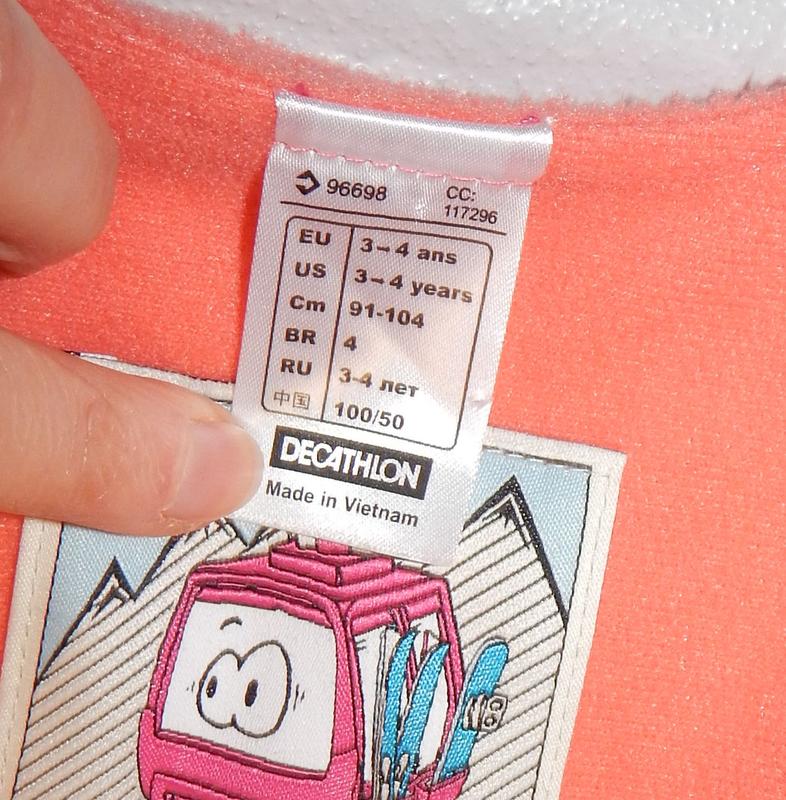 96698 CC:
117296
EU 3-4 ans
US 3-4 years
Cm 91-104
BR 4
RU 3-4 лет
中国 100/50
DECATHLON
Made in Vietnam